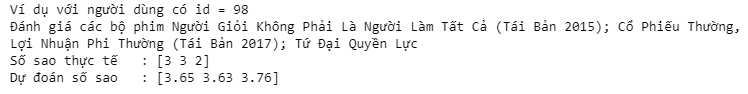 Ví dụ với người dùng có id = 98
Đánh giá các bộ phim Người Giỏi Không Phải Là Người Làm Tất Cả (Tái Bản 2015); Cổ Phiếu Thường,
Lợi Nhuận Phi Thường (Tái Bản 2017); Tứ Đại Quyền Lực
Số sao thực tế   : [3 3 2]
Dự đoán số sao   : [3.65 3.63 3.76]